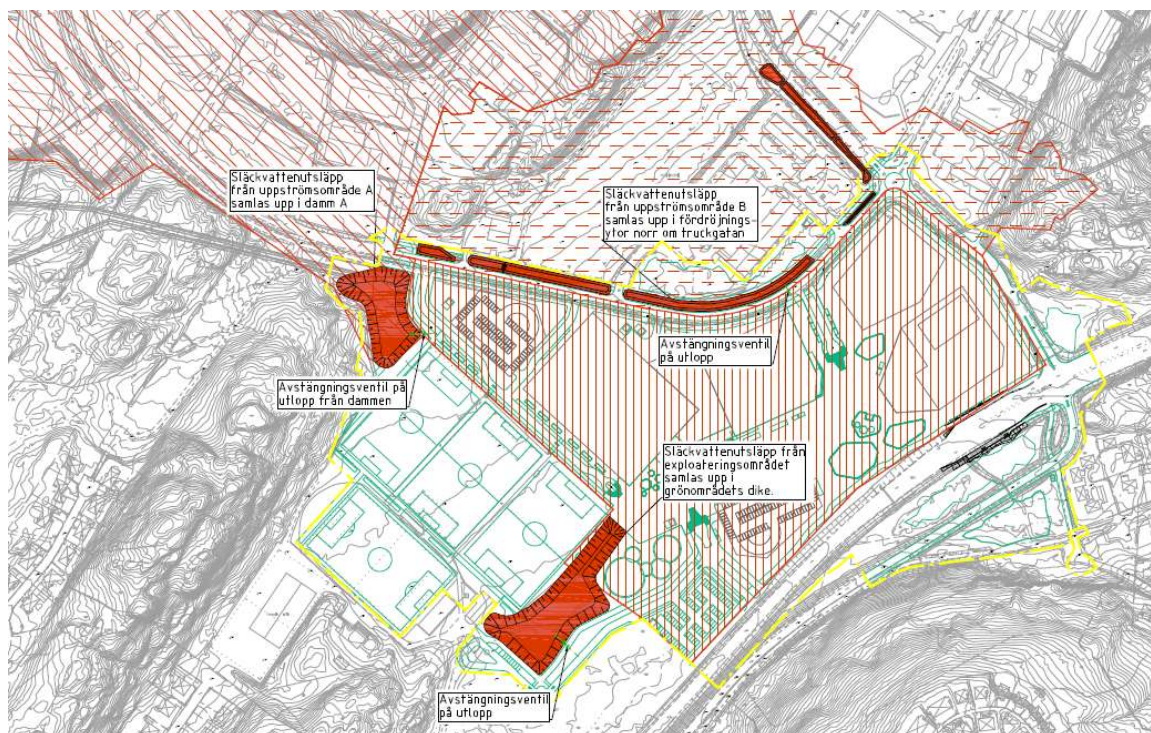 Släckvattenutsläpp
från uppströmsområde A
samlas upp i damm A
Släckvattenutsläpp
från uppströmsområde B
samlas upp i fördröjnings-
ytor norr om truckgatan
Avstängningsventil
på utlopp
Avstängningsventil på
utlopp från dammen
Släckvattenutsläpp från
exploateringsområdet
samlas upp i
grönområdets dike.
Avstängningsventil
på utlopp